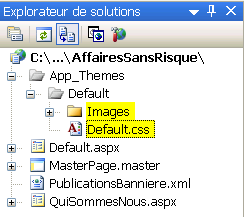 Explorateur de solutions
C:\...\AffairesSansRisque\
App_Themes
Default
Images
Default.css
Default.aspx
MasterPage.master
PublicationsBanniere.xml
QuiSommesNous.aspx